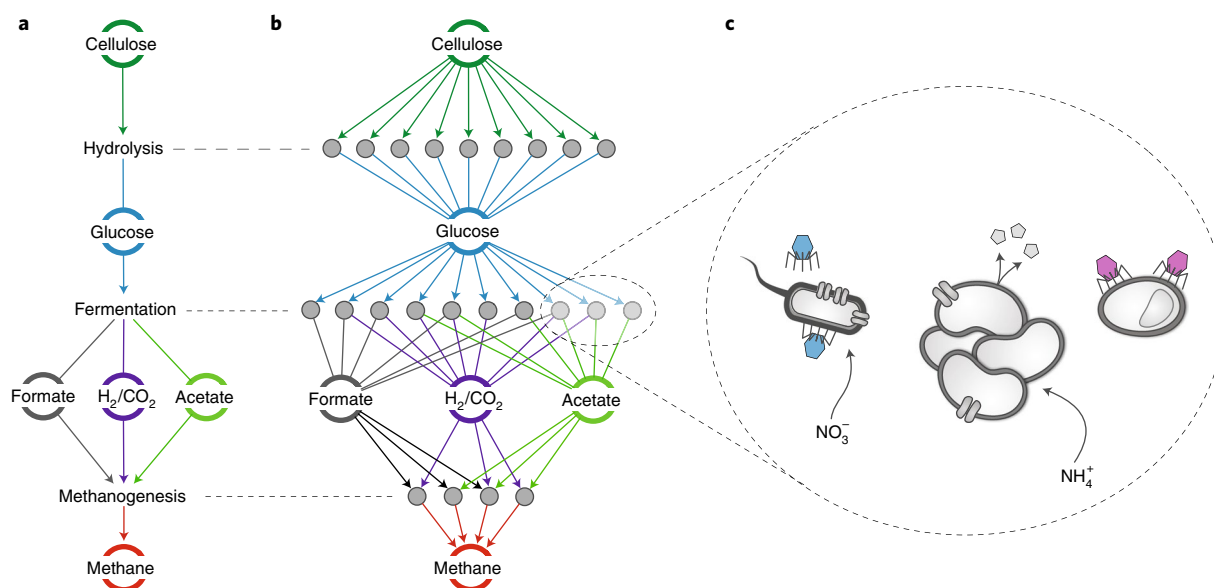 a
Cellulose
Hydrolysis
Glucose
Fermentation
Formate
H₂/CO₂
Acetate
Methanogenesis
Methane
b
Cellulose
Glucose
Formate
H₂/CO₂
Acetate
Methane
c
NO₃⁻
NH₄⁺